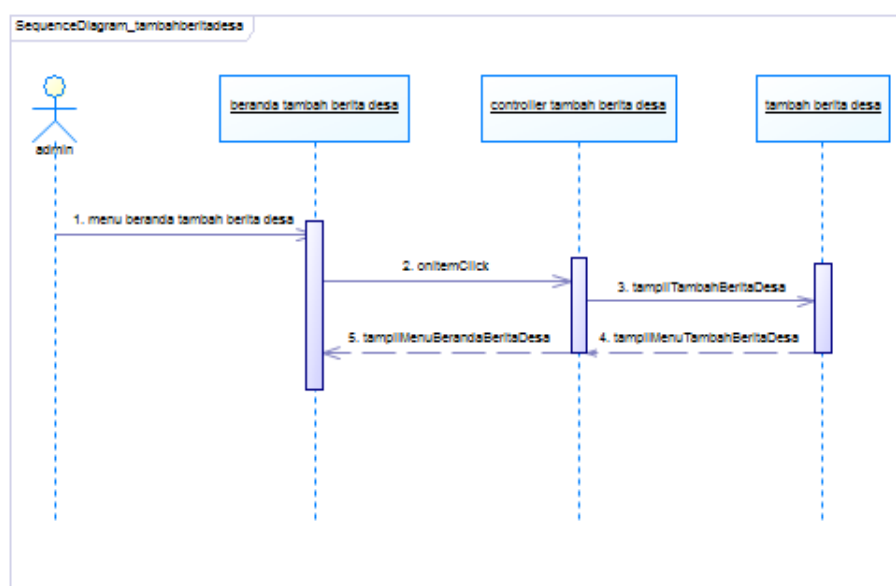 SequenceDiagram_tambahberitadesa
admin
beranda tambah berita desa
controller tambah berita desa
tambah berita desa
1. menu beranda tambah berita desa
2. onItemClick
3. tampilTambahBeritaDesa
5. tampilMenuBerandaBeritaDesa
4. tampilMenuTambahBeritaDesa